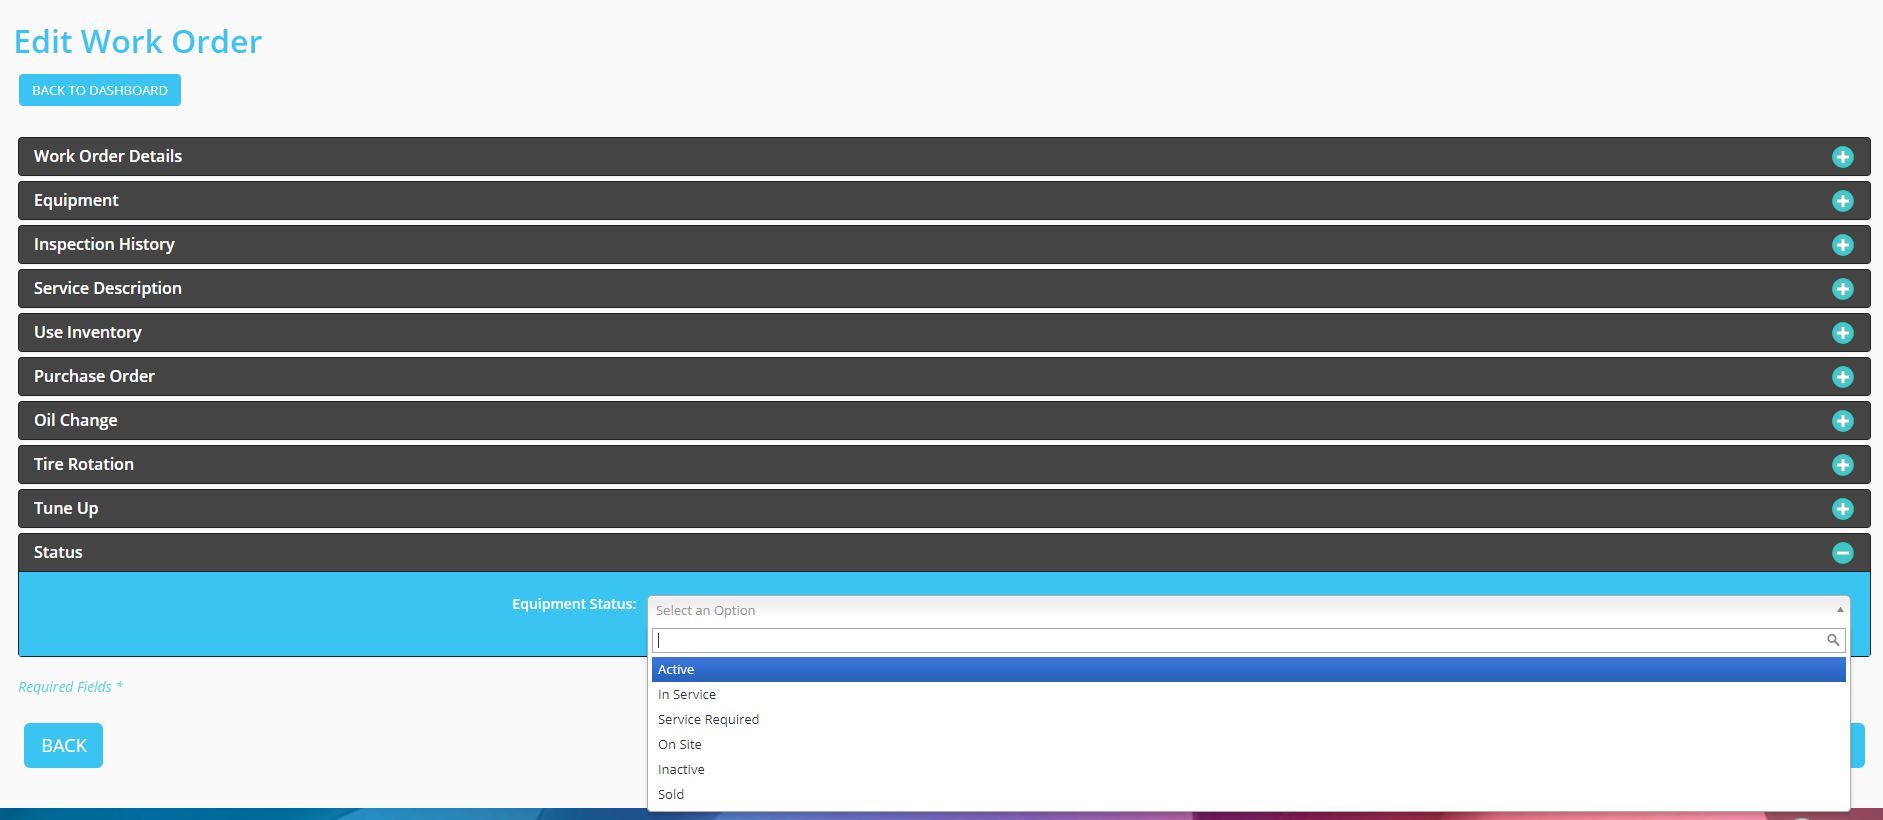 Edit Work Order
BACK TO DASHBOARD
Work Order Details
Equipment
Inspection History
Service Description
Use Inventory
Purchase Order
Oil Change
Tire Rotation
Tune Up
Status
Equipment Status:
Select an Option
Active
In Service
Service Required
On Site
Inactive
Sold
Required Fields *
BACK